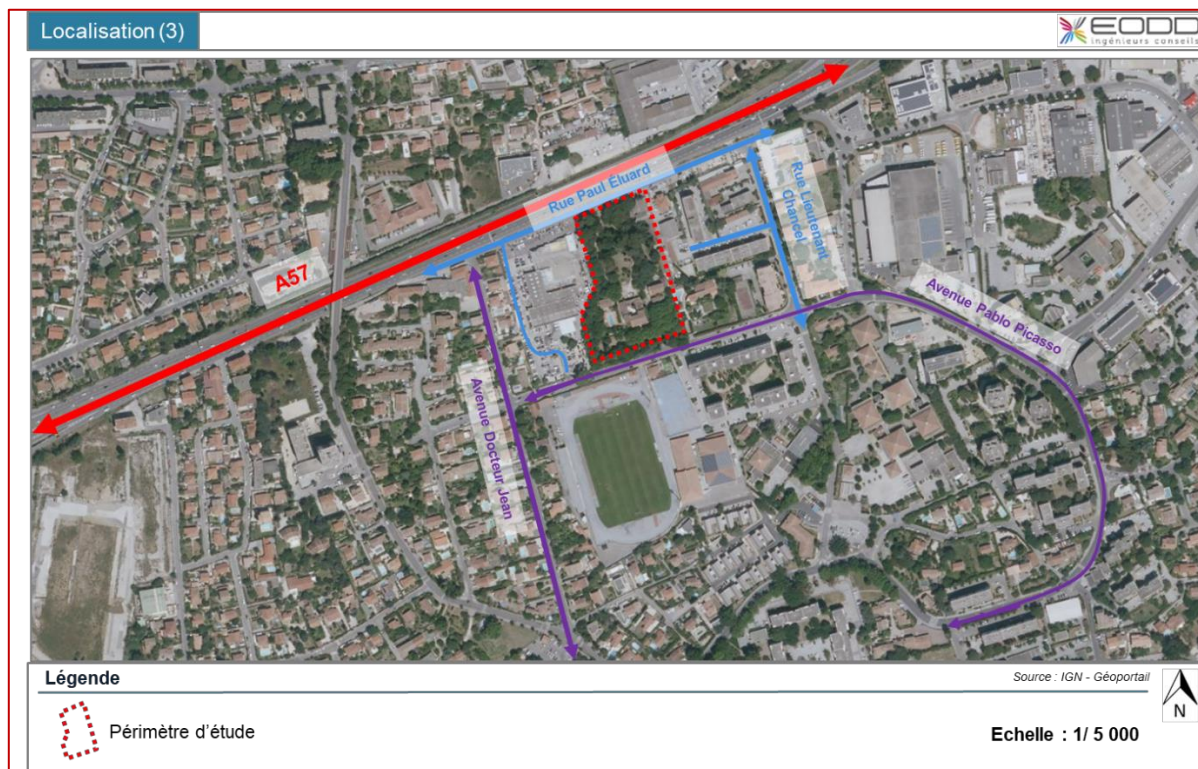 Localisation (3)
EODD
ingénieurs conseils
Rue Paul Éluard
Rue Lieutenant
Chancel
A57
Avenue Pablo Picasso
Avenue Docteur Jean
Légende
Source : IGN - Géoportail
Périmètre d’étude
Echelle : 1/ 5 000
N